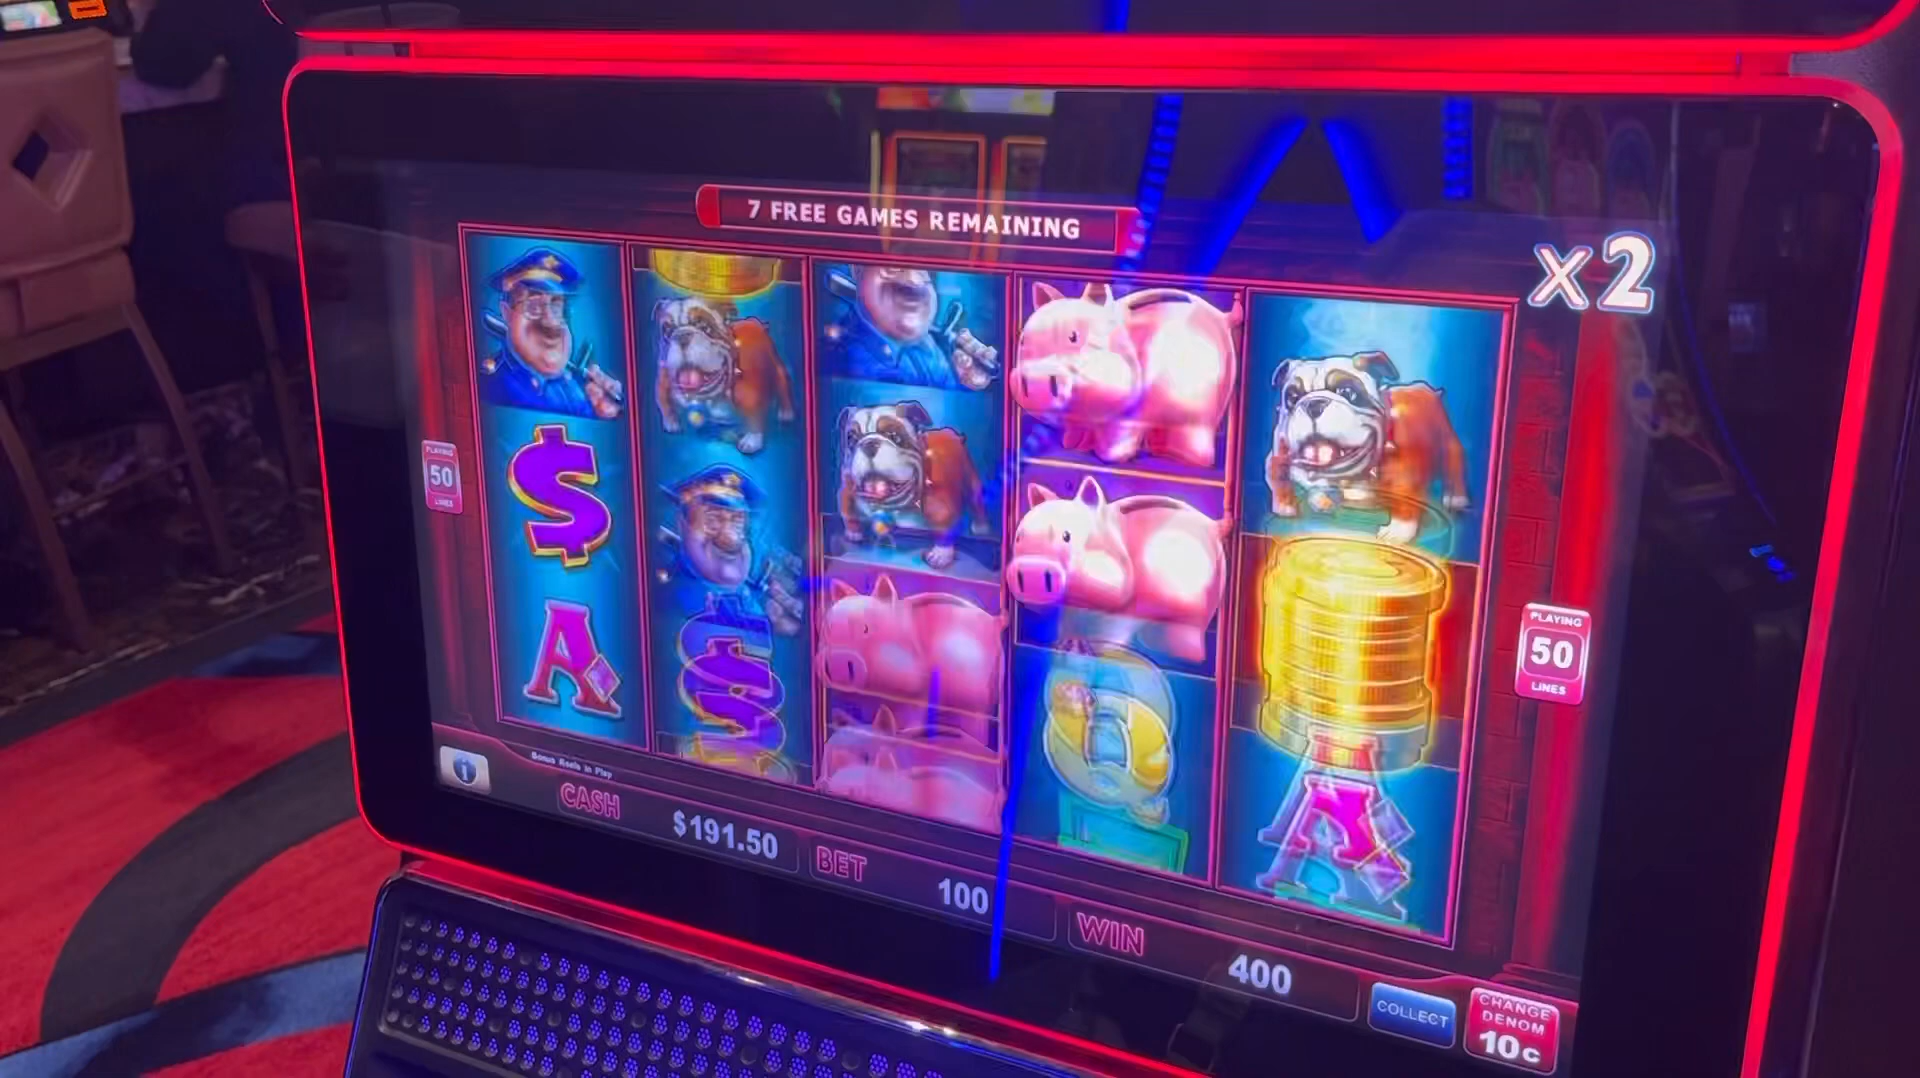 7 FREE GAMES REMAINING
x2
PLAYING
50
LINES
$
A
Q
A
PLAYING
50
LINES
i
Bonus Reels in Play
CASH
$191.50
BET
100
WIN
400
COLLECT
CHANGE
DENOM
10c